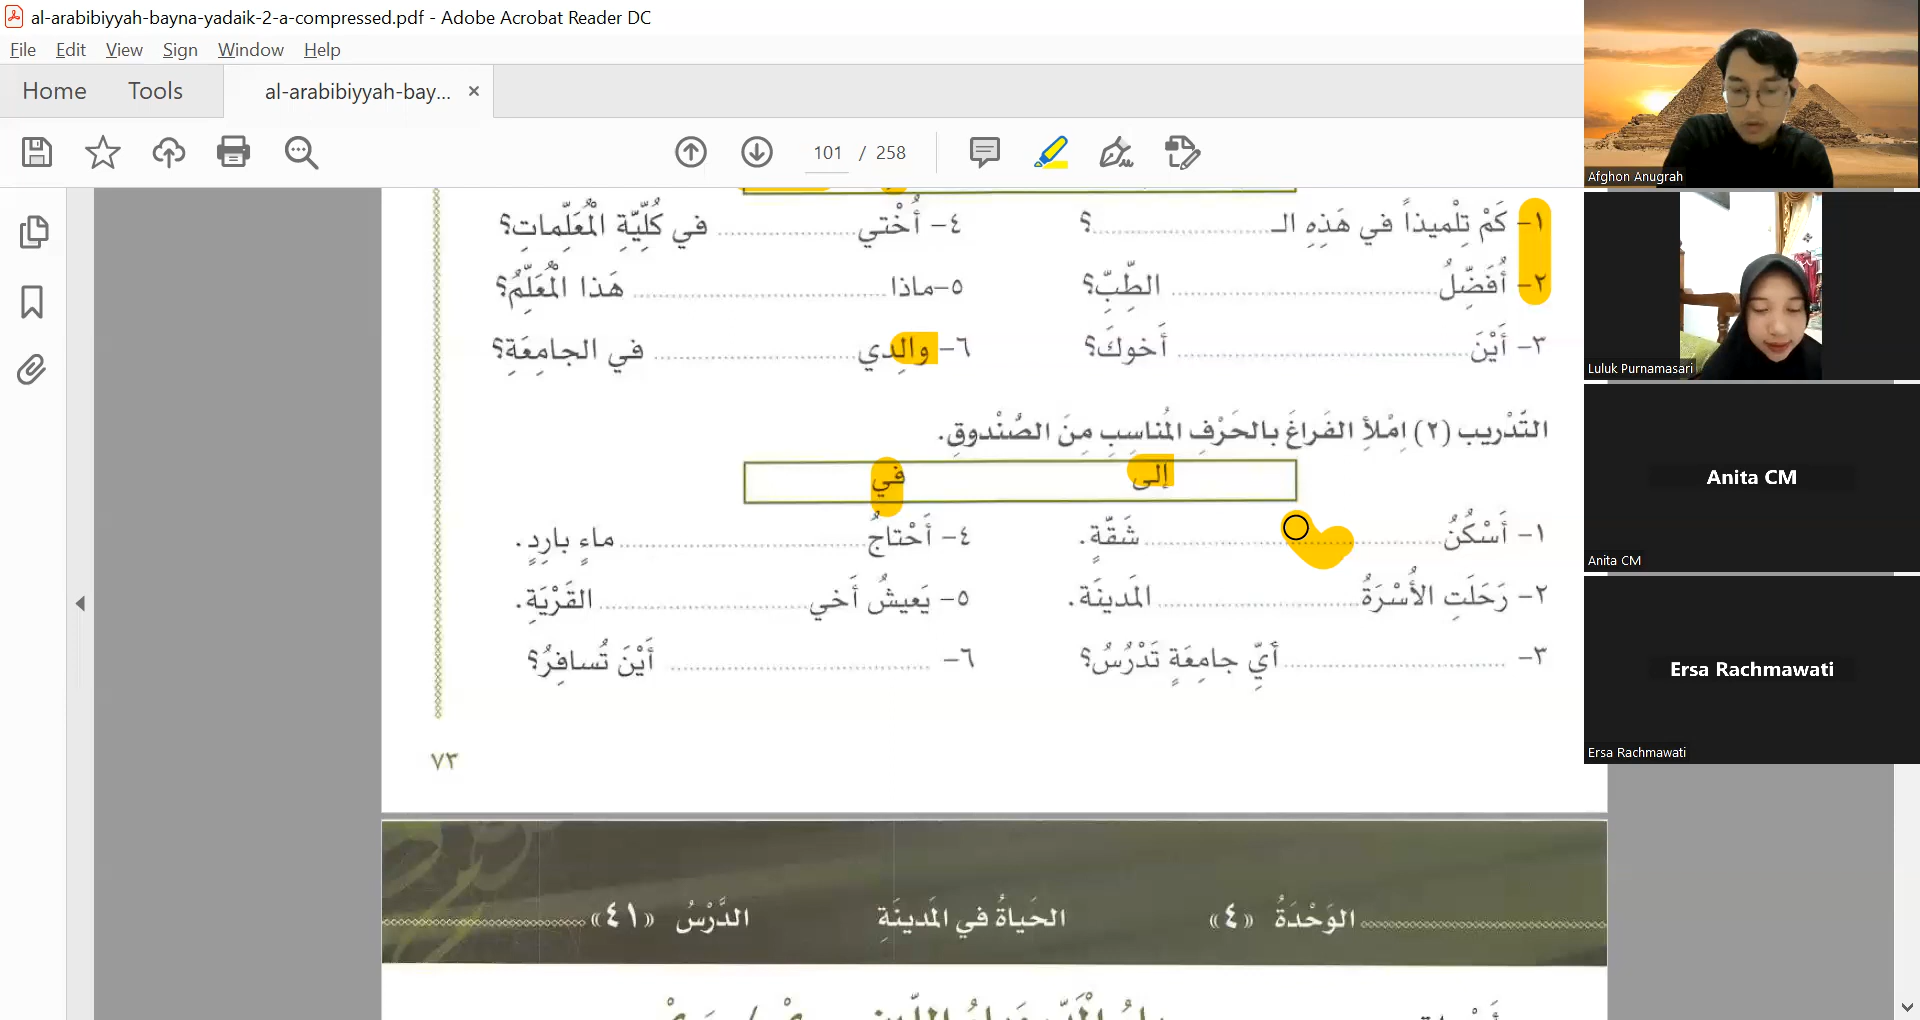 al-arabibiyyah-bayna-yadaik-2-a-compressed.pdf - Adobe Acrobat Reader DC
File Edit View Sign Window Help
Home Tools al-arabibiyyah-bay... ×
101 / 258
١- كَمْ تِلْميذاً في هَذِهِ الـ ........................؟
٤- أُخْتي ........................ في كُلِّيَّةِ الْمُعَلِّماتِ؟
٢- أُفَضِّلُ ........................ الطِّبِّ؟
٥-ماذا ........................ هَذا الْمُعَلِّمُ؟
٣- أَيْنَ ........................ أَخوكَ؟
٦- والِدي ........................ في الجامِعَةِ؟
التَّدْريب (٢) اِمْلأِ الفَراغَ بالحَرْفِ المُناسِبِ مِنَ الصُّنْدوقِ.
إلى في
١- أَسْكُنُ ........................ شَقَّةٍ.
٤- أَحْتاجُ ........................ ماءٍ بارِدٍ.
٢- رَحَلَتِ الأُسْرَةُ ........................ المَدينَة.
٥- يَعيشُ أَخي ........................ القَرْيَةِ.
٣- ........................ أَيِّ جامِعَةٍ تَدْرُسُ؟
٦- ........................ أَيْنَ تُسافِرُ؟
٧٣
الوَحْدَةُ «٤» الحَياةُ في المَدينَةِ الدَّرْسُ «٤١»
Afghon Anugrah
Luluk Purnamasari
Anita CM
Anita CM
Ersa Rachmawati
Ersa Rachmawati